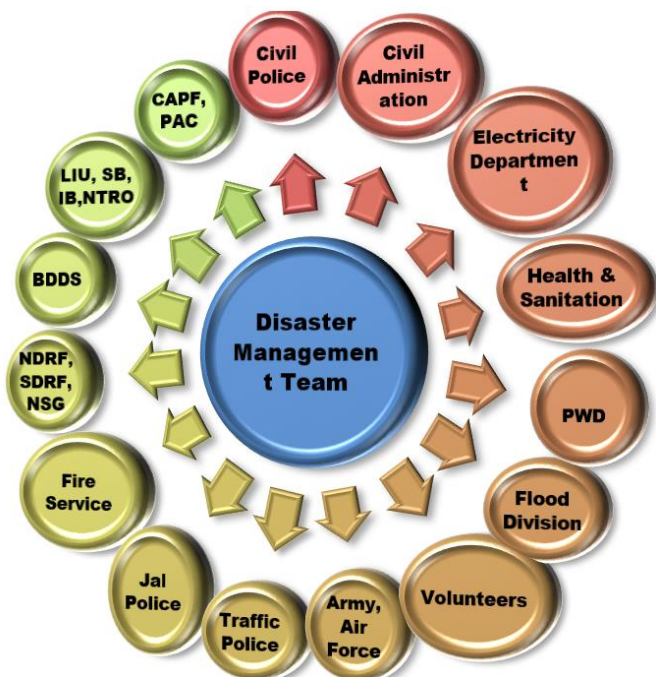 Civil
Police
Civil
Administr
ation
Electricity
Departmen
t
Health &
Sanitation
PWD
Flood
Division
Volunteers
Army,
Air
Force
Traffic
Police
Jal
Police
Fire
Service
NDRF,
SDRF,
NSG
BDDS
LIU, SB,
IB,NTRO
CAPF,
PAC
Disaster
Managemen
t Team